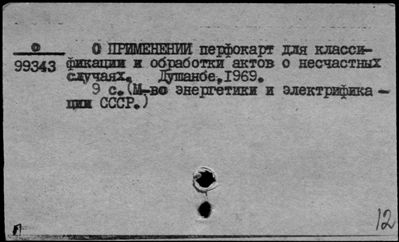 О
99343
О ПРИМЕНЕНИИ перфокарт для класси-
фикации и обработки актов о несчастных
случаях. Душанбе,1969.
9 с.(М-во энергетики и электрифика -
ции СССР.)
12